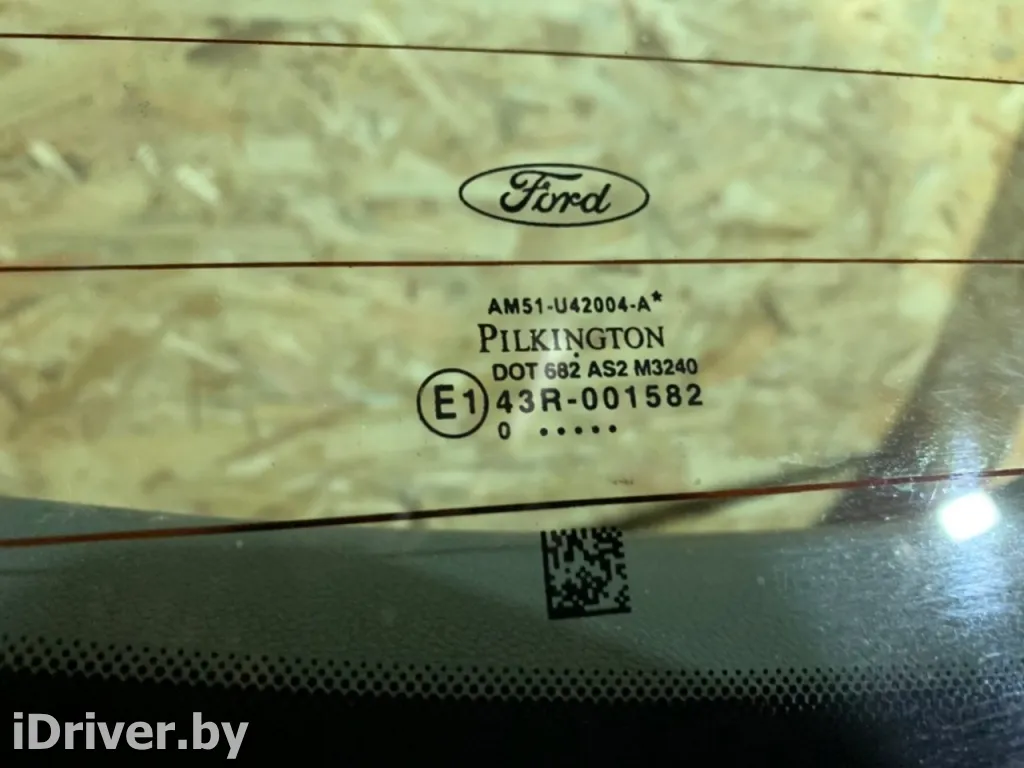 Ford
AM51-U42004-A*
PILKINGTON
DOT 682 AS2 M3240
E1 43R-001582
0 •••••
iDriver.by